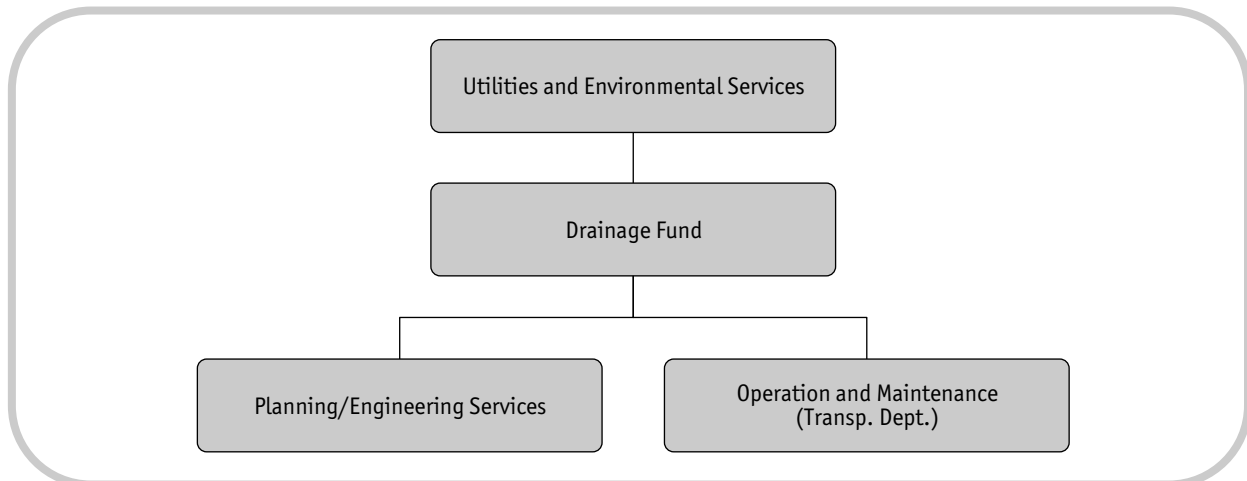 Utilities and Environmental Services
Drainage Fund
Planning/Engineering Services
Operation and Maintenance
(Transp. Dept.)